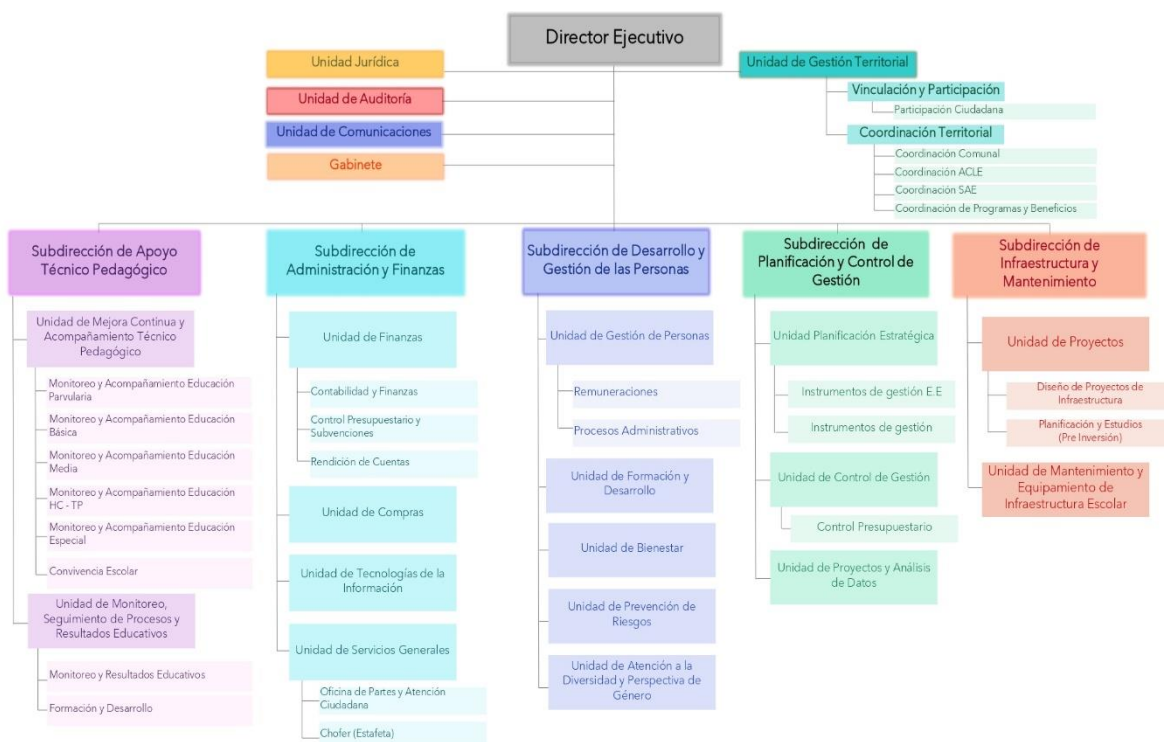 Director Ejecutivo
Unidad Jurídica
Unidad de Auditoría
Unidad de Comunicaciones
Gabinete
Unidad de Gestión Territorial
Vinculación y Participación
Participación Ciudadana
Coordinación Territorial
Coordinación Comunal
Coordinación ACLE
Coordinación SAE
Coordinación de Programas y Beneficios
Subdirección de Apoyo
Técnico Pedagógico
Unidad de Mejora Continua y
Acompañamiento Técnico
Pedagógico
Monitoreo y Acompañamiento Educación
Parvularia
Monitoreo y Acompañamiento Educación
Básica
Monitoreo y Acompañamiento Educación
Media
Monitoreo y Acompañamiento Educación
HC - TP
Monitoreo y Acompañamiento Educación
Especial
Convivencia Escolar
Unidad de Monitoreo,
Seguimiento de Procesos y
Resultados Educativos
Monitoreo y Resultados Educativos
Formación y Desarrollo
Subdirección de
Administración y Finanzas
Unidad de Finanzas
Contabilidad y Finanzas
Control Presupuestario y
Subvenciones
Rendición de Cuentas
Unidad de Compras
Unidad de Tecnologías de la
Información
Unidad de Servicios Generales
Oficina de Partes y Atención
Ciudadana
Chofer (Estafeta)
Subdirección de Desarrollo y
Gestión de las Personas
Unidad de Gestión de Personas
Remuneraciones
Procesos Administrativos
Unidad de Formación y
Desarrollo
Unidad de Bienestar
Unidad de Prevención de
Riesgos
Unidad de Atención a la
Diversidad y Perspectiva de
Género
Subdirección de
Planificación y Control de
Gestión
Unidad Planificación Estratégica
Instrumentos de gestión E.E
Instrumentos de gestión
Unidad de Control de Gestión
Control Presupuestario
Unidad de Proyectos y Análisis
de Datos
Subdirección de
Infraestructura y
Mantenimiento
Unidad de Proyectos
Diseño de Proyectos de
Infraestructura
Planificación y Estudios
(Pre Inversión)
Unidad de Mantenimiento y
Equipamiento de
Infraestructura Escolar